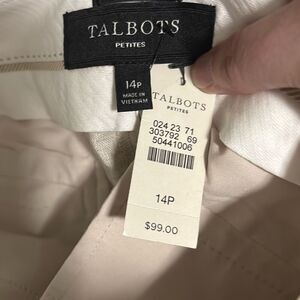 TALBOTS
PETITES
14P
MADE IN
VIETNAM
TALBOTS
PETITES
024 23 71
303792 69
50441006
14P
$99.00